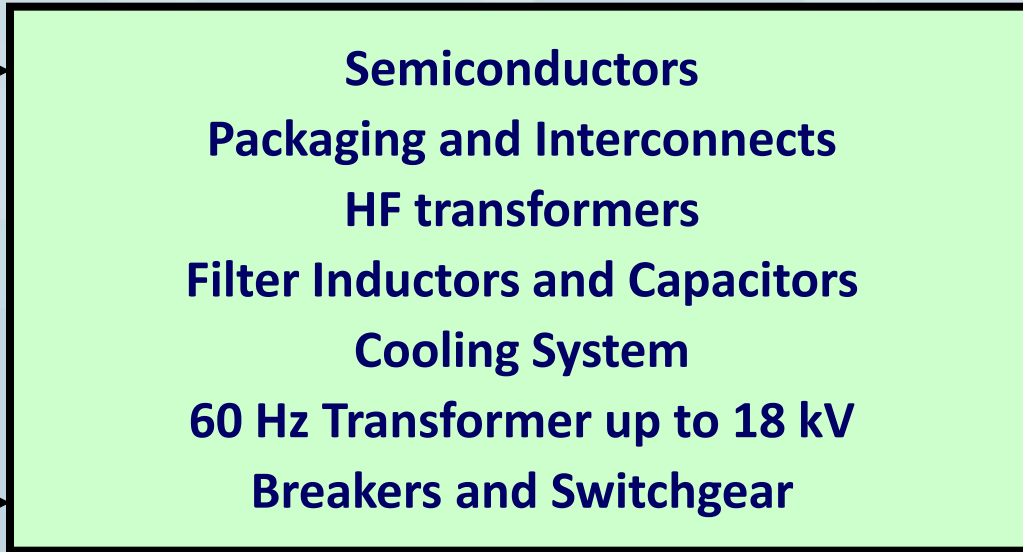 Semiconductors
Packaging and Interconnects
HF transformers
Filter Inductors and Capacitors
Cooling System
60 Hz Transformer up to 18 kV
Breakers and Switchgear